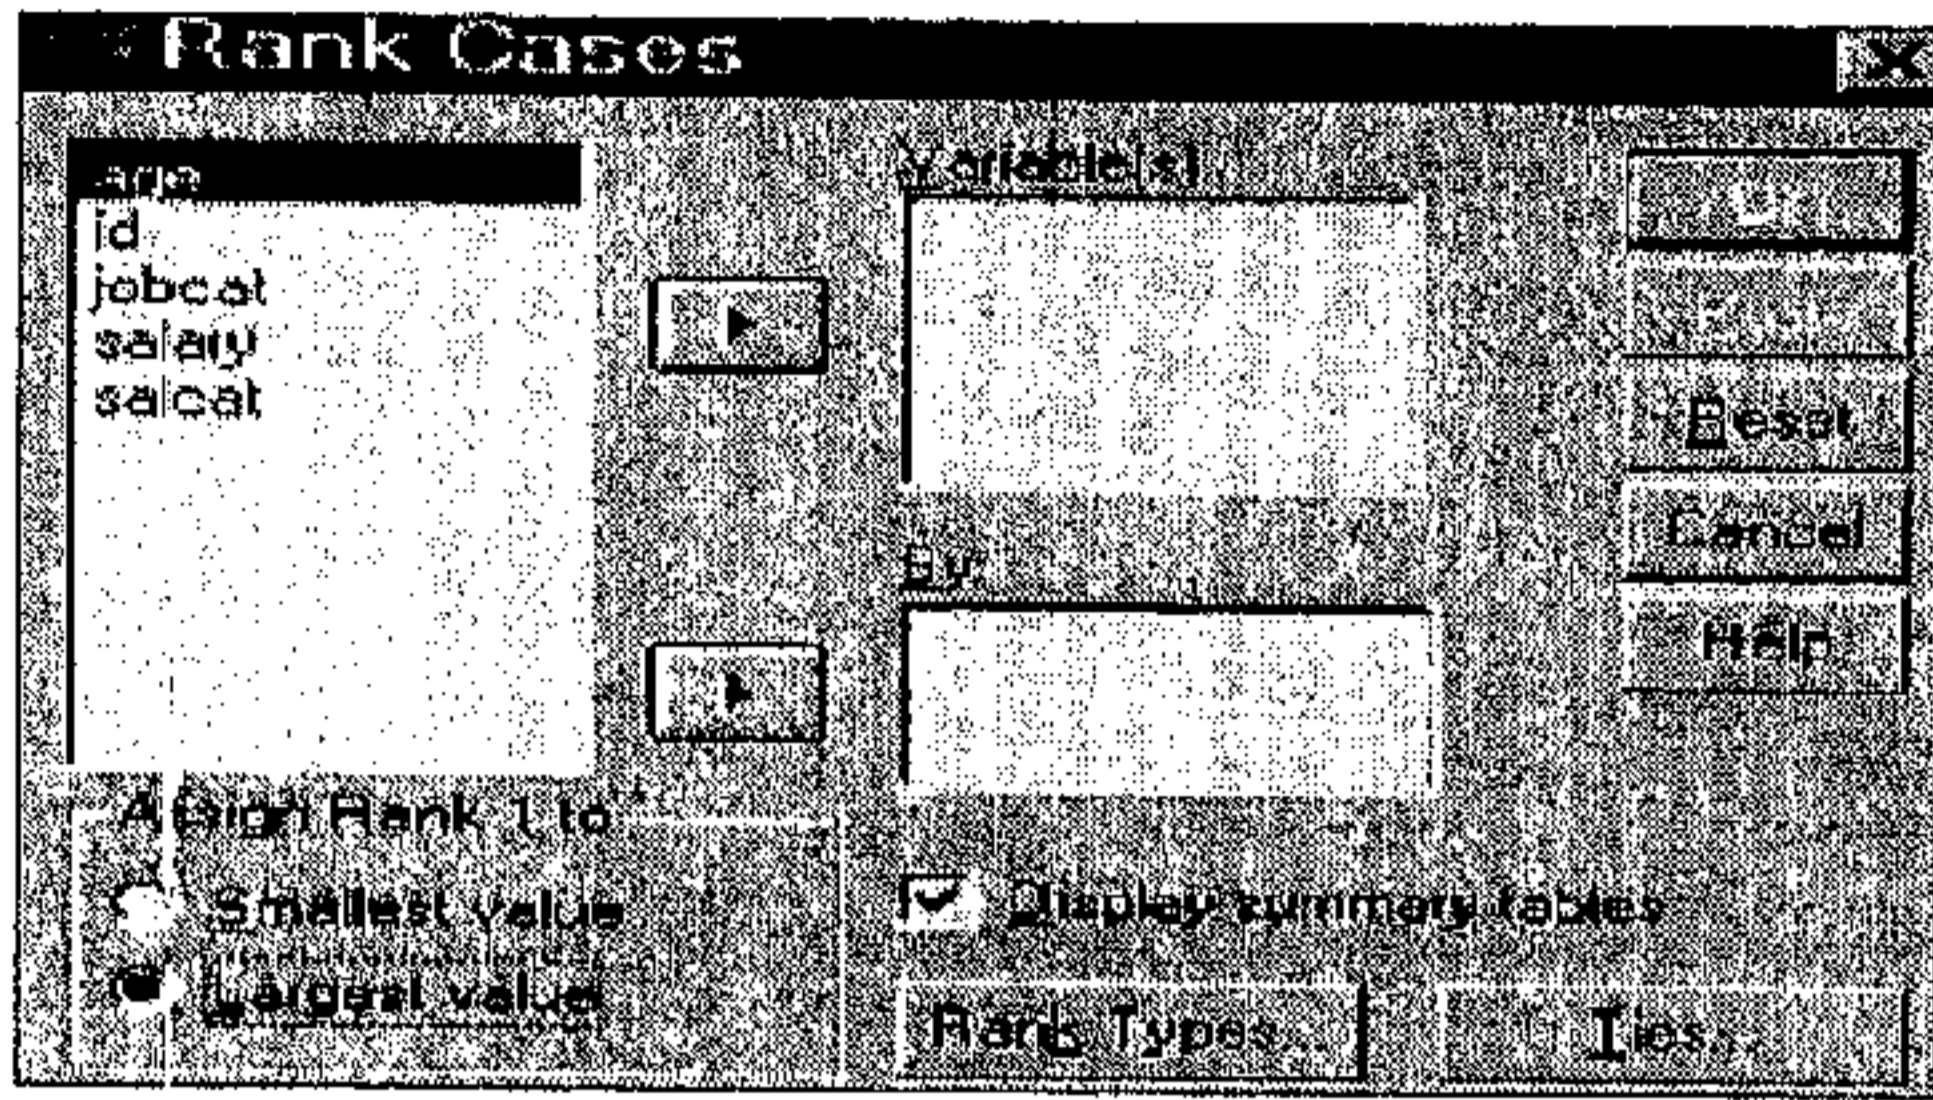 Rank Cases
age
id
jobcat
salary
salcat
Variable(s)
By:
Reset
Cancel
Help
Assign Rank 1 to
Smallest value
Largest value
Display summary tables
Rank Types...
Ties...